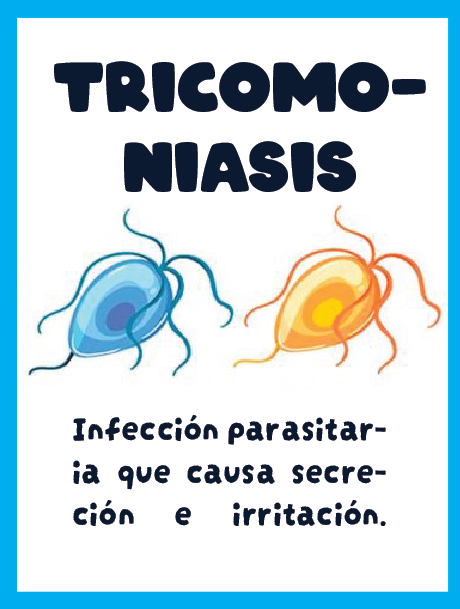 TRICOMO-
NIASIS
Infección parasitar-
ia que causa secre-
ción e irritación.